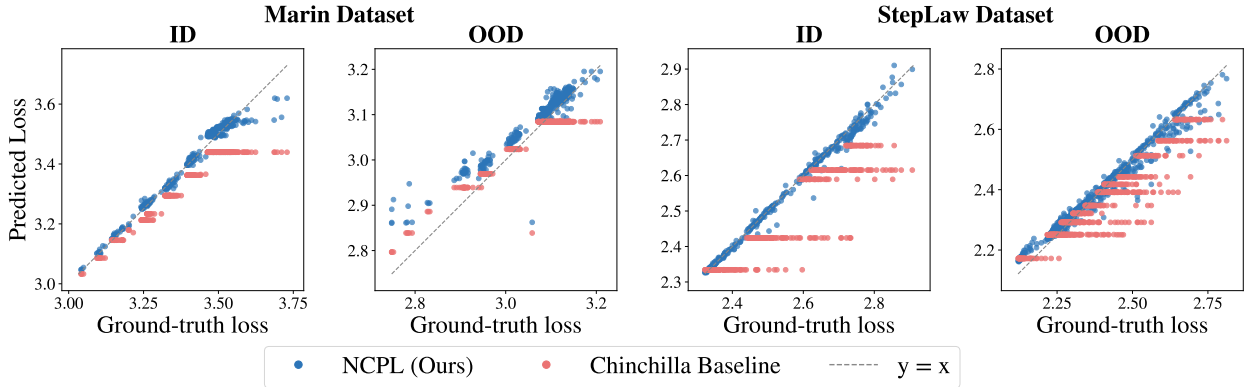 Marin Dataset
StepLaw Dataset
ID
OOD
ID
OOD
Predicted Loss
3.6
3.4
3.2
3.0
3.00
3.25
3.50
3.75
Ground-truth loss
3.2
3.1
3.0
2.9
2.8
2.8
3.0
3.2
Ground-truth loss
2.9
2.8
2.7
2.6
2.5
2.4
2.3
2.4
2.6
2.8
Ground-truth loss
2.8
2.6
2.4
2.2
2.25
2.50
2.75
Ground-truth loss
NCPL (Ours)
Chinchilla Baseline
y = x